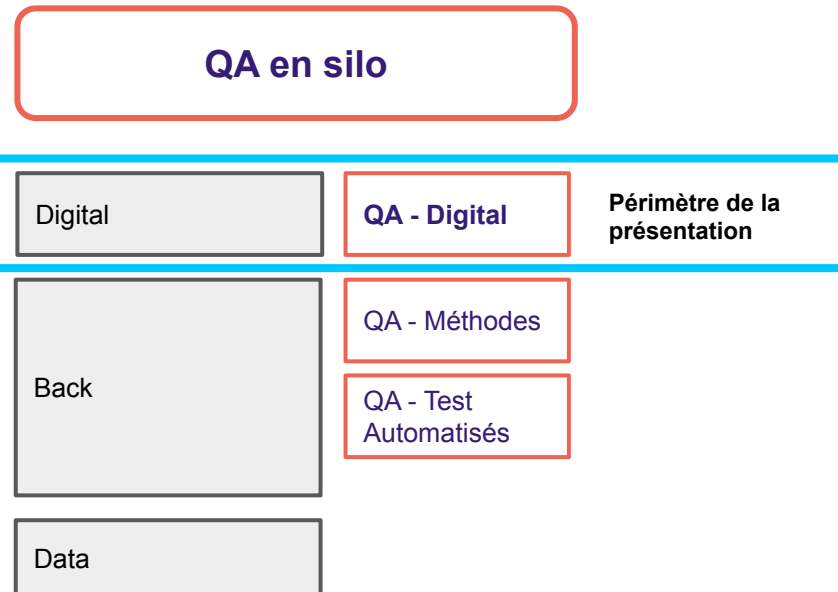 QA en silo
Digital
QA - Digital
Périmètre de la
présentation
Back
QA - Méthodes
QA - Test
Automatisés
Data